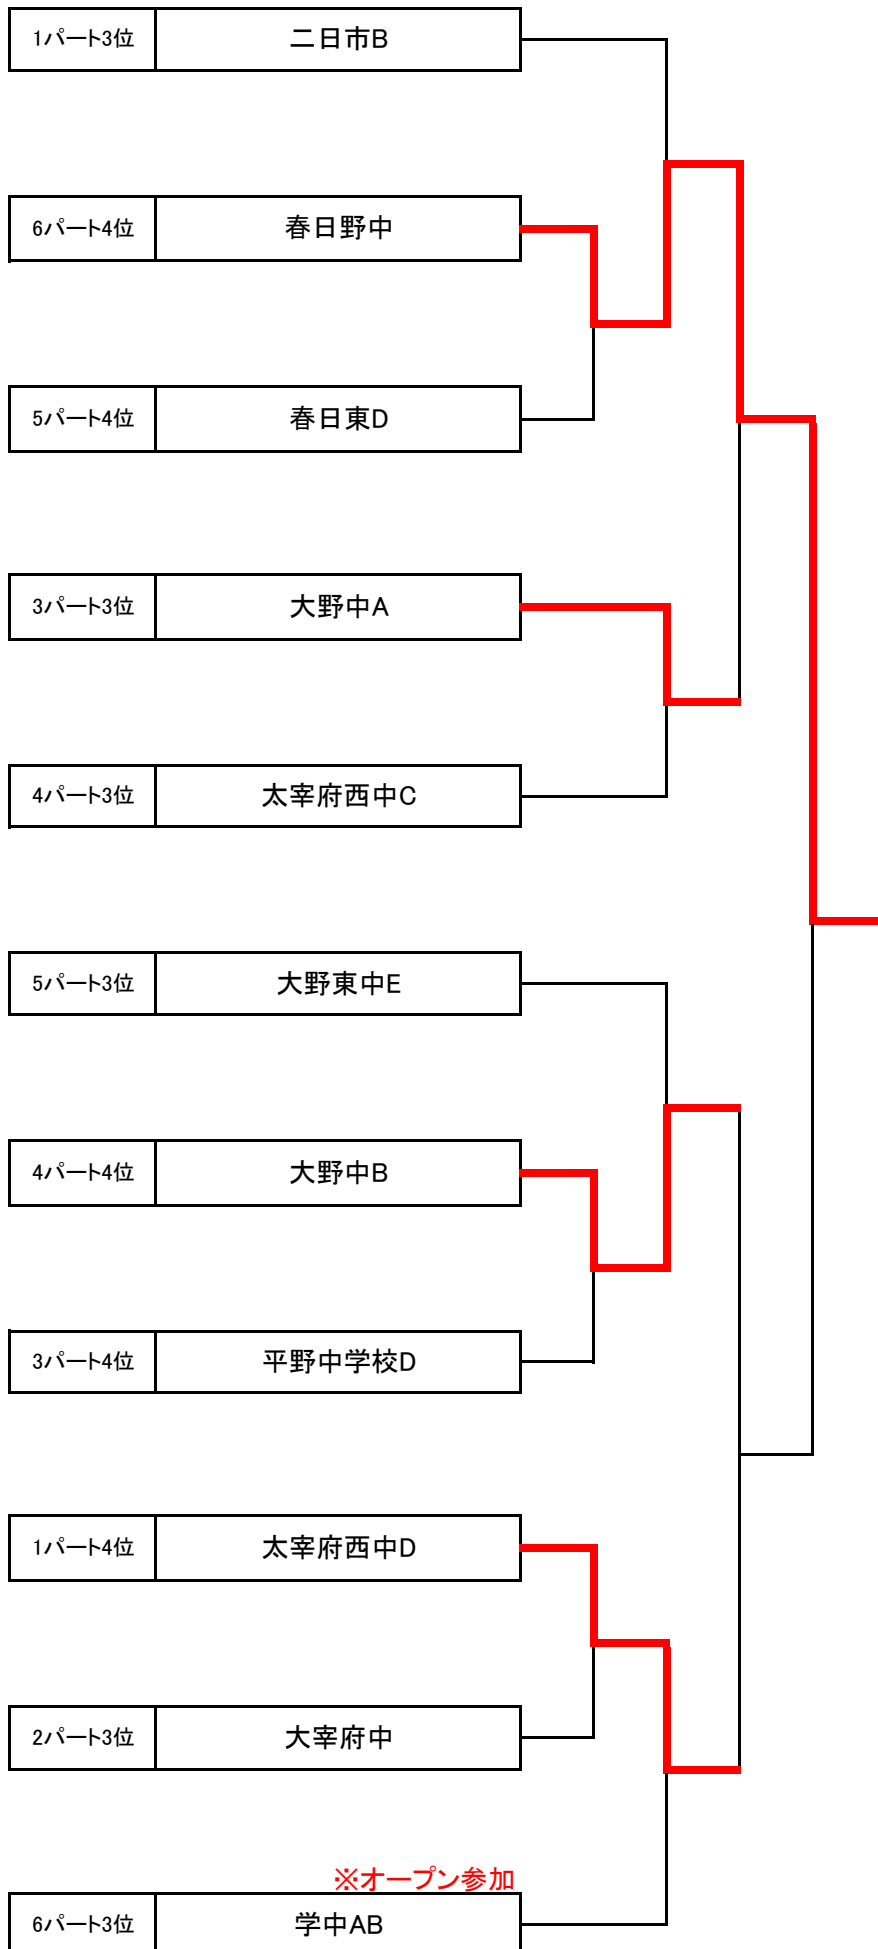 1パート3位 二日市B
6パート4位 春日野中
5パート4位 春日東D
3パート3位 大野中A
4パート3位 太宰府西中C
5パート3位 大野東中E
4パート4位 大野中B
3パート4位 平野中学校D
1パート4位 太宰府西中D
2パート3位 大宰府中
※オープン参加
6パート3位 学中AB